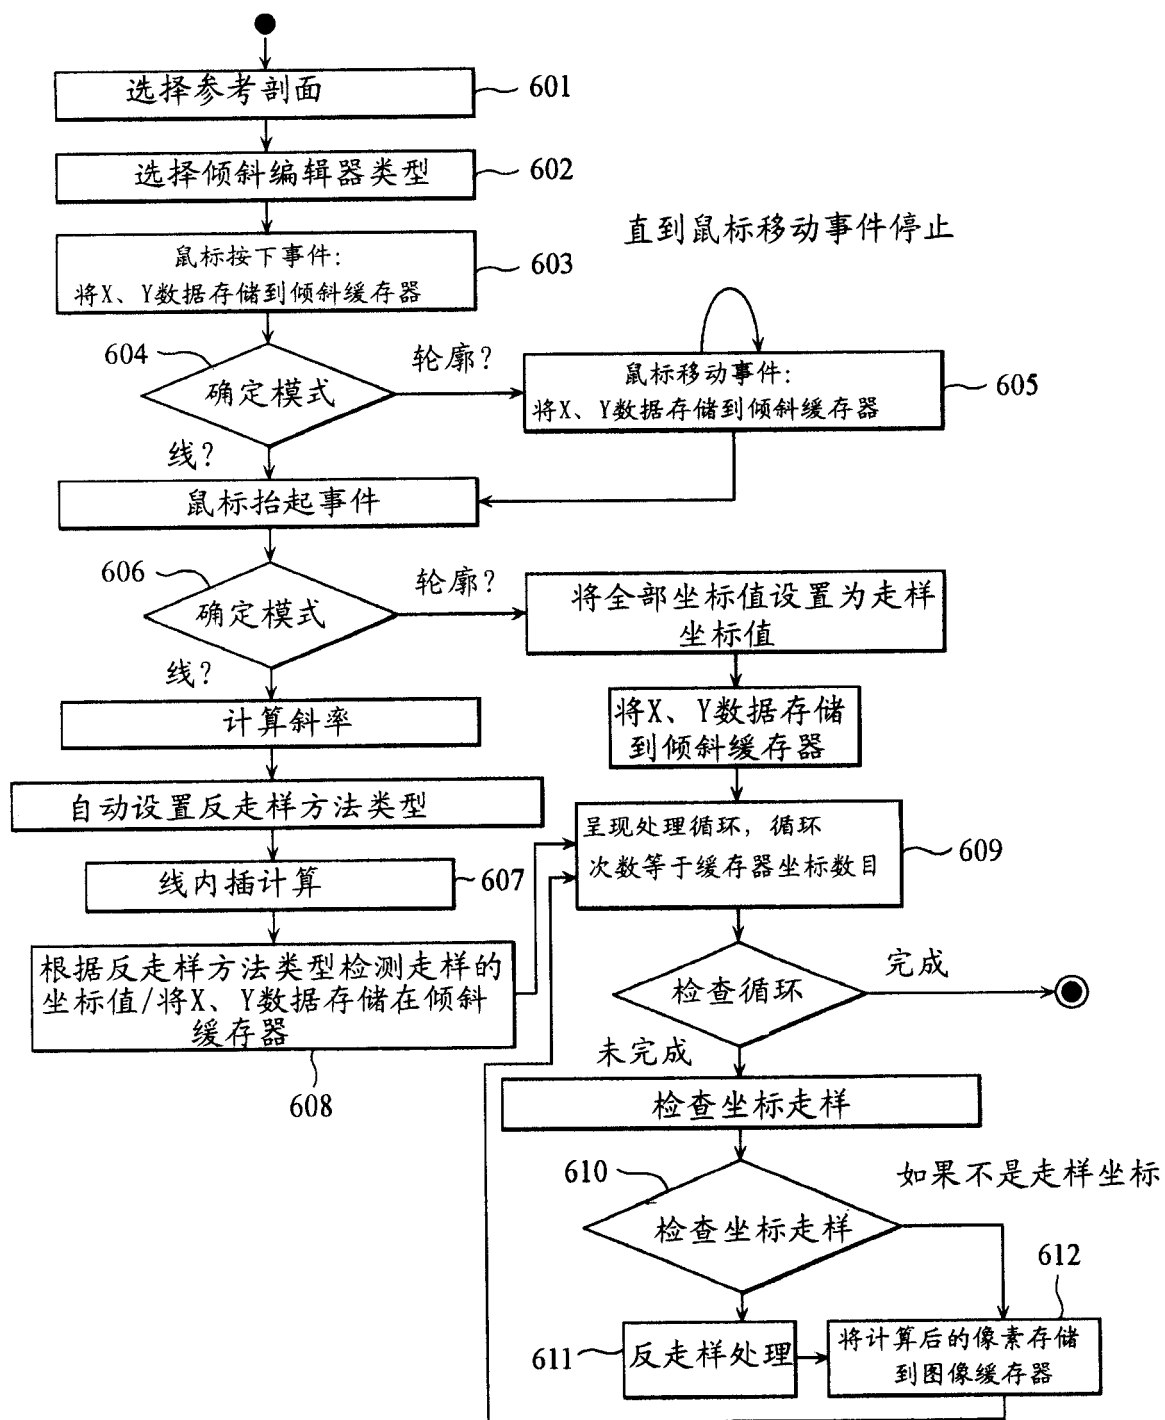 选择参考剖面
601
选择倾斜编辑器类型
602
鼠标按下事件:
将X、Y数据存储到倾斜缓存器
603
直到鼠标移动事件停止
604
确定模式
轮廓?
鼠标移动事件:
将X、Y数据存储到倾斜缓存器
605
线?
鼠标抬起事件
606
确定模式
轮廓?
将全部坐标值设置为走样
坐标值
线?
计算斜率
将X、Y数据存储
到倾斜缓存器
自动设置反走样方法类型
呈现处理循环，循环
次数等于缓存器坐标数目
609
线内插计算
607
根据反走样方法类型检测走样的
坐标值/将X、Y数据存储在倾斜
缓存器
608
检查循环
完成
未完成
检查坐标走样
610
如果不是走样坐标
检查坐标走样
612
611
反走样处理
将计算后的像素存储
到图像缓存器